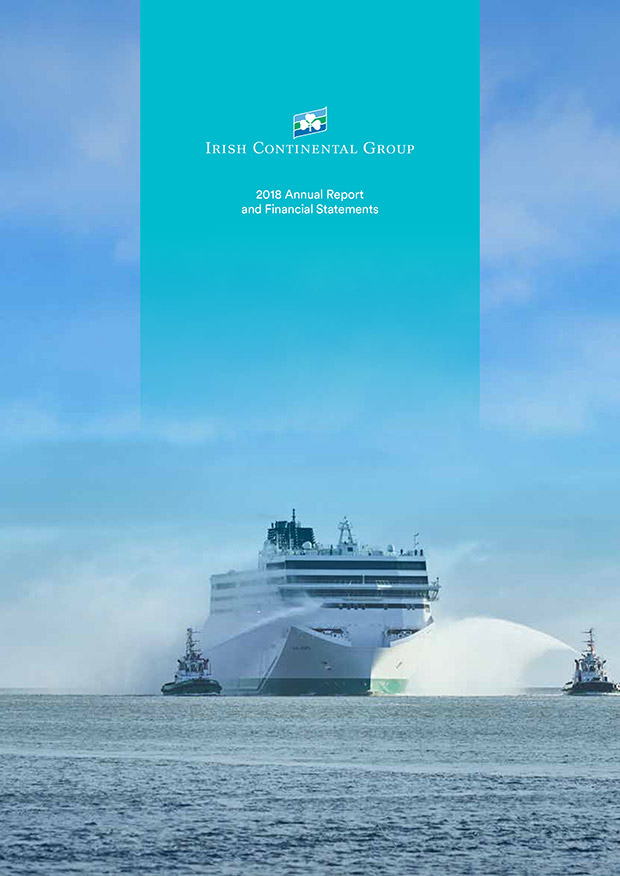 Irish Continental Group
2018 Annual Report
and Financial Statements